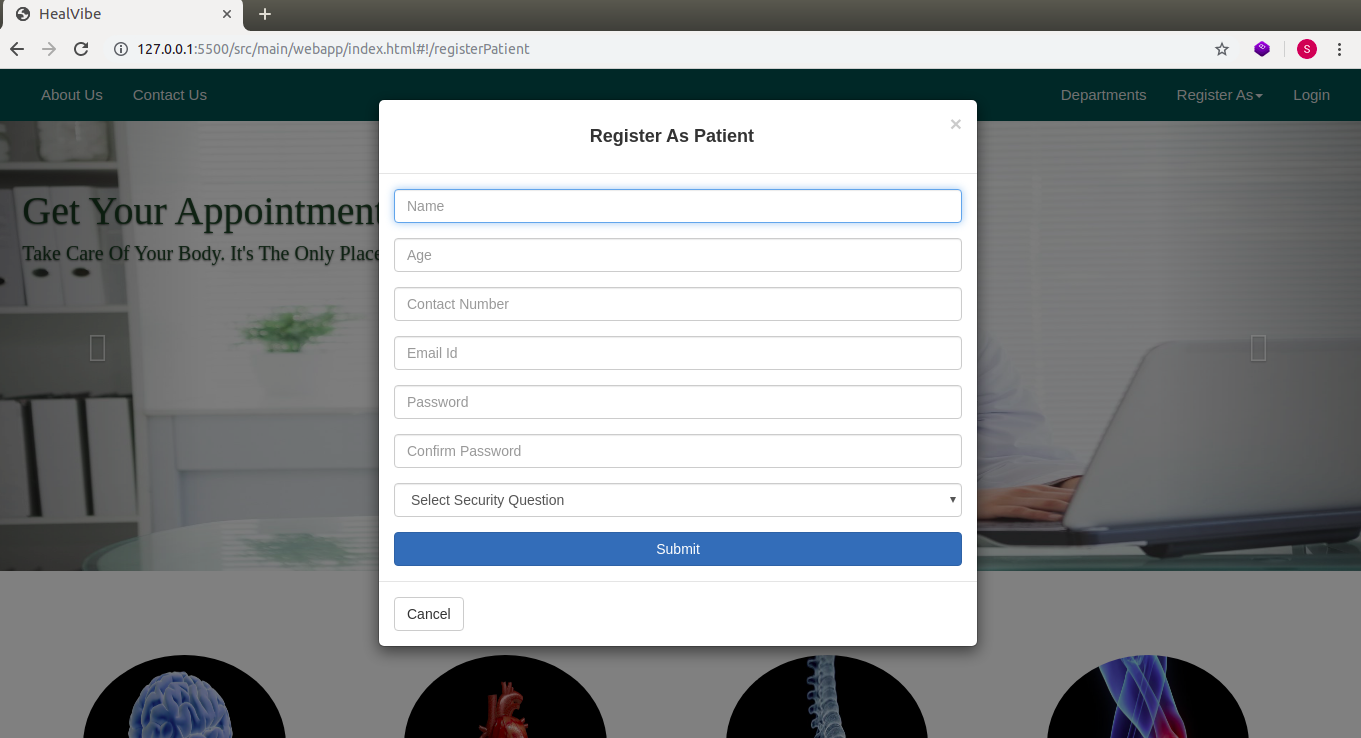 HealVibe
127.0.0.1:5500/src/main/webapp/index.html#!/registerPatient
S
About Us Contact Us Departments Register As Login
Register As Patient ×
Get Your Appointment
Take Care Of Your Body. It's The Only Place
Name
Age
Contact Number
Email Id
Password
Confirm Password
Select Security Question
Submit
Cancel